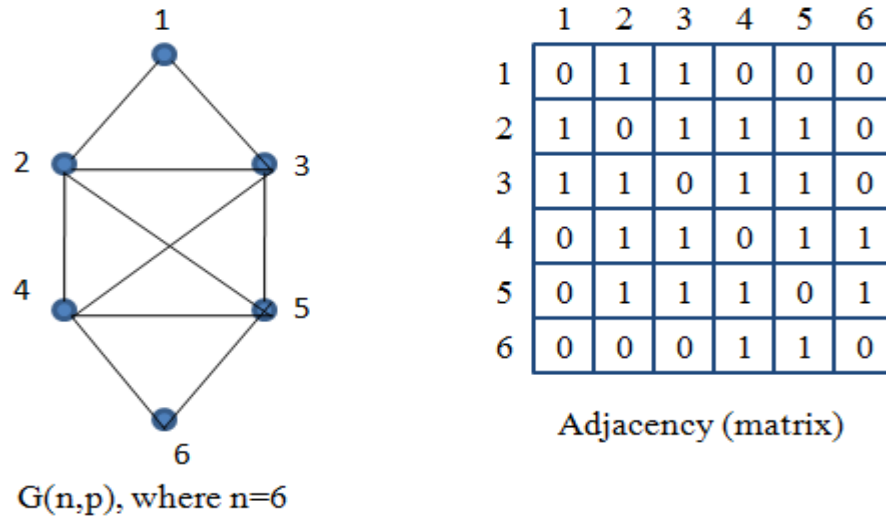 1
2 3
4 5
6
G(n,p), where n=6
1 2 3 4 5 6
1 0 1 1 0 0 0
2 1 0 1 1 1 0
3 1 1 0 1 1 0
4 0 1 1 0 1 1
5 0 1 1 1 0 1
6 0 0 0 1 1 0
Adjacency (matrix)